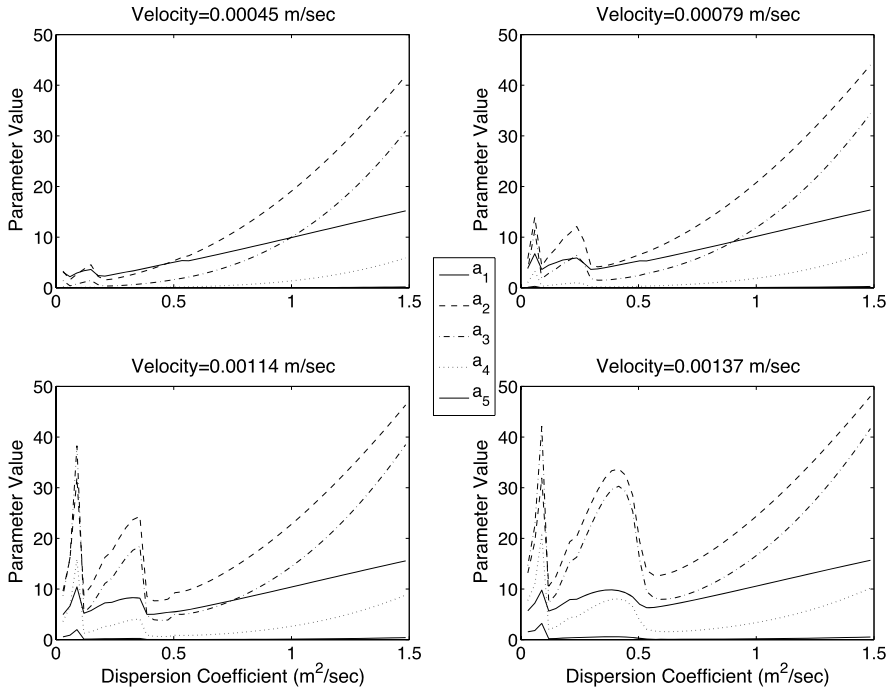 Velocity=0.00045 m/sec
50
40
30
20
10
0
Parameter Value
0
0.5
1
1.5
Velocity=0.00079 m/sec
50
40
30
20
10
0
Parameter Value
0
0.5
1
1.5
a1
a2
a3
a4
a5
Velocity=0.00114 m/sec
50
40
30
20
10
0
Parameter Value
0
0.5
1
1.5
Dispersion Coefficient (m2/sec)
Velocity=0.00137 m/sec
50
40
30
20
10
0
Parameter Value
0
0.5
1
1.5
Dispersion Coefficient (m2/sec)